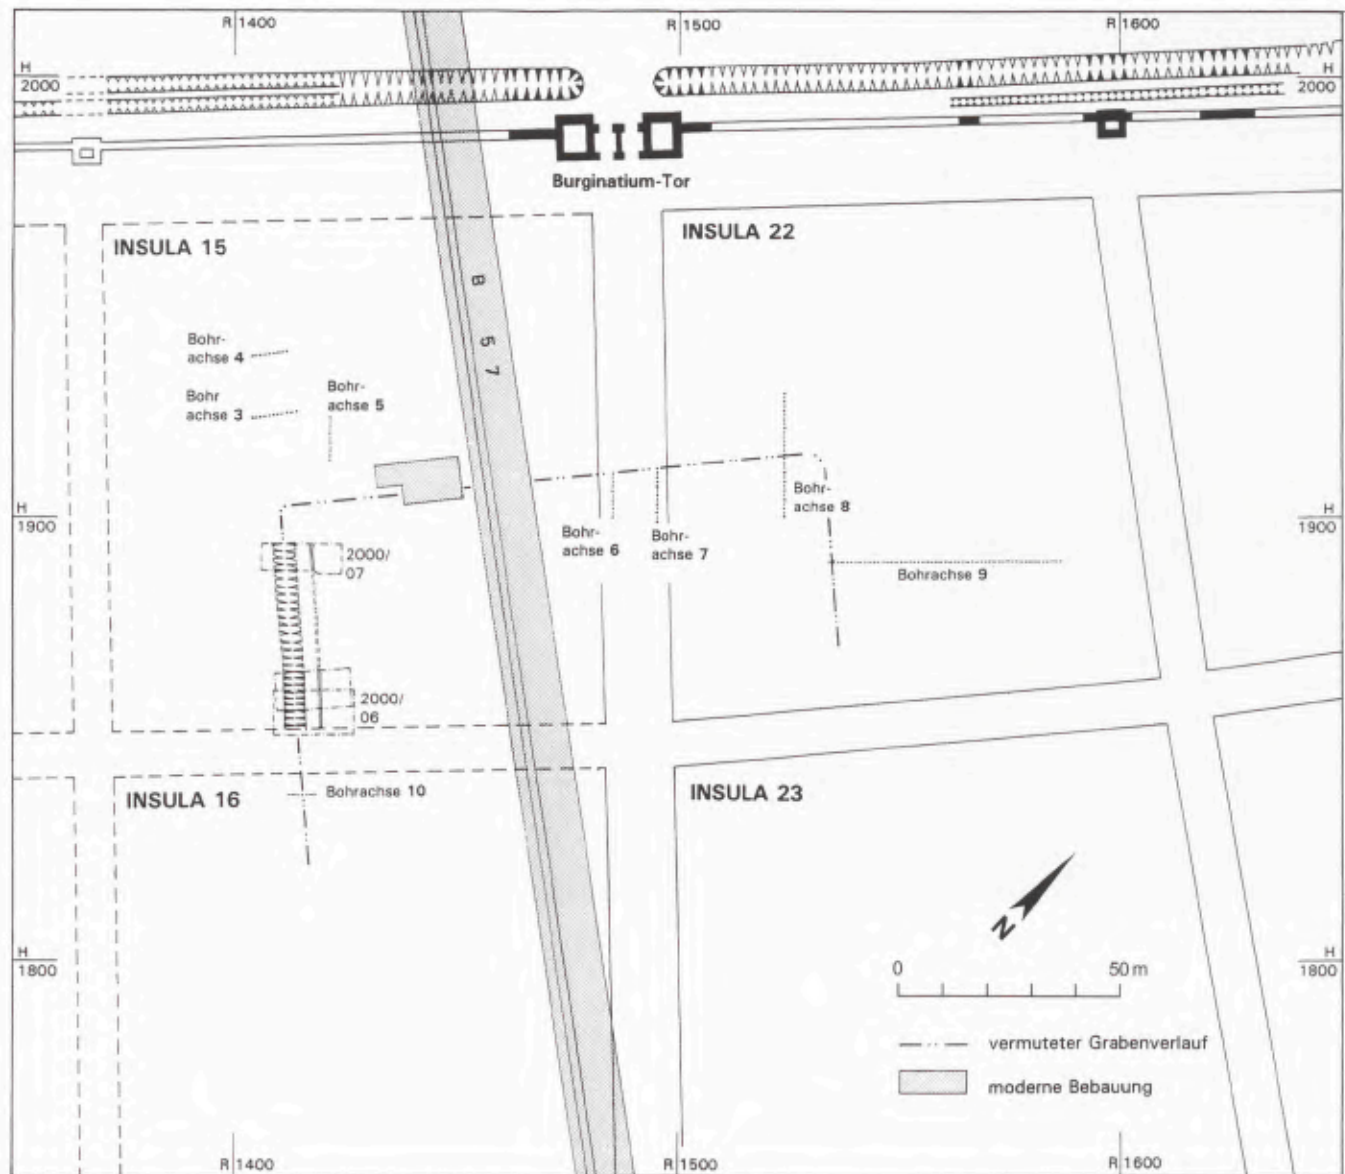 R 1400
R 1500
R 1600
H
2000
H
2000
Burginatium-Tor
INSULA 15
INSULA 22
B 57
Bohr-
achse 4
Bohr
achse 3
Bohr-
achse 5
Bohr-
achse 8
H
1900
H
1900
Bohr-
achse 6
Bohr-
achse 7
2000/
07
Bohrachse 9
2000/
06
INSULA 16
Bohrachse 10
INSULA 23
N
H
1800
H
1800
0 50 m
vermuteter Grabenverlauf
moderne Bebauung
R 1400
R 1500
R 1600